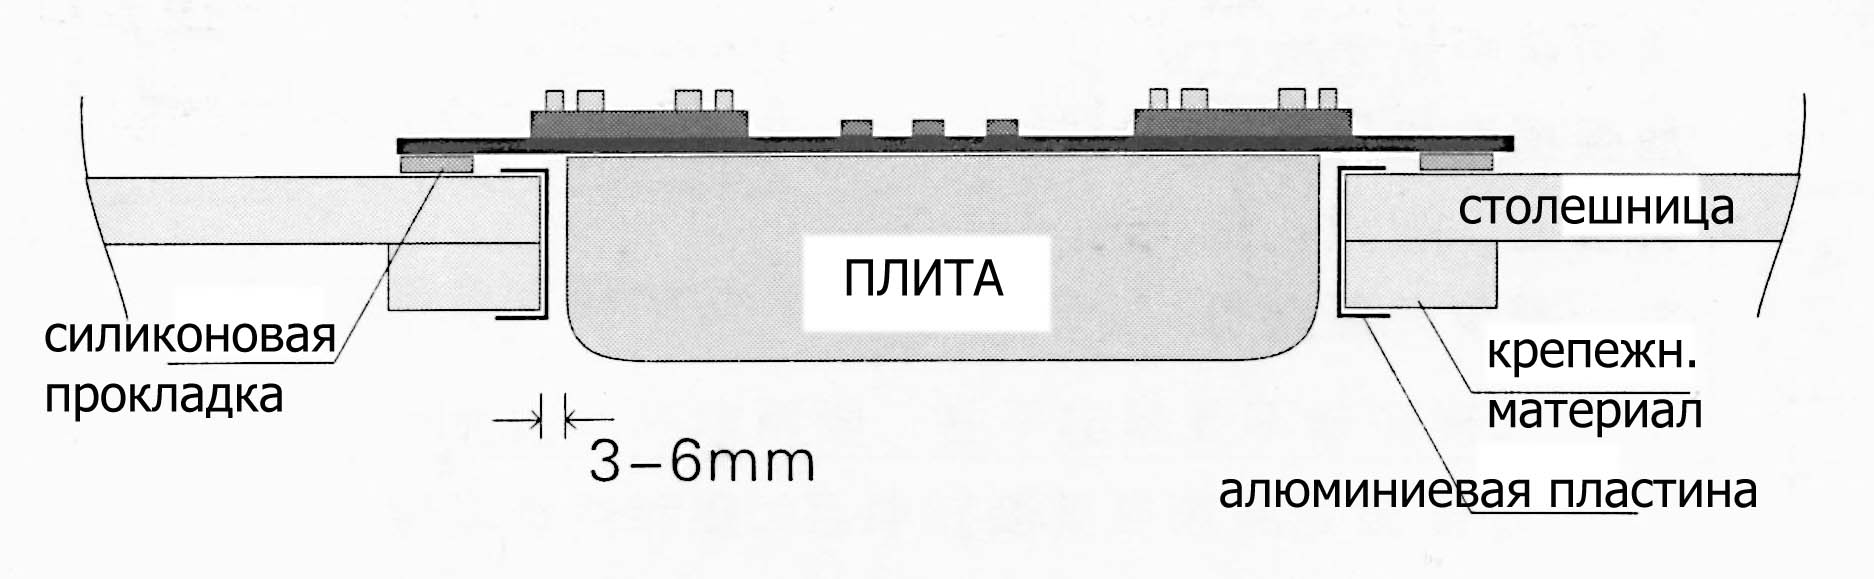 столешница
ПЛИТА
силиконовая
прокладка
крепежн.
материал
3–6mm
алюминиевая пластина